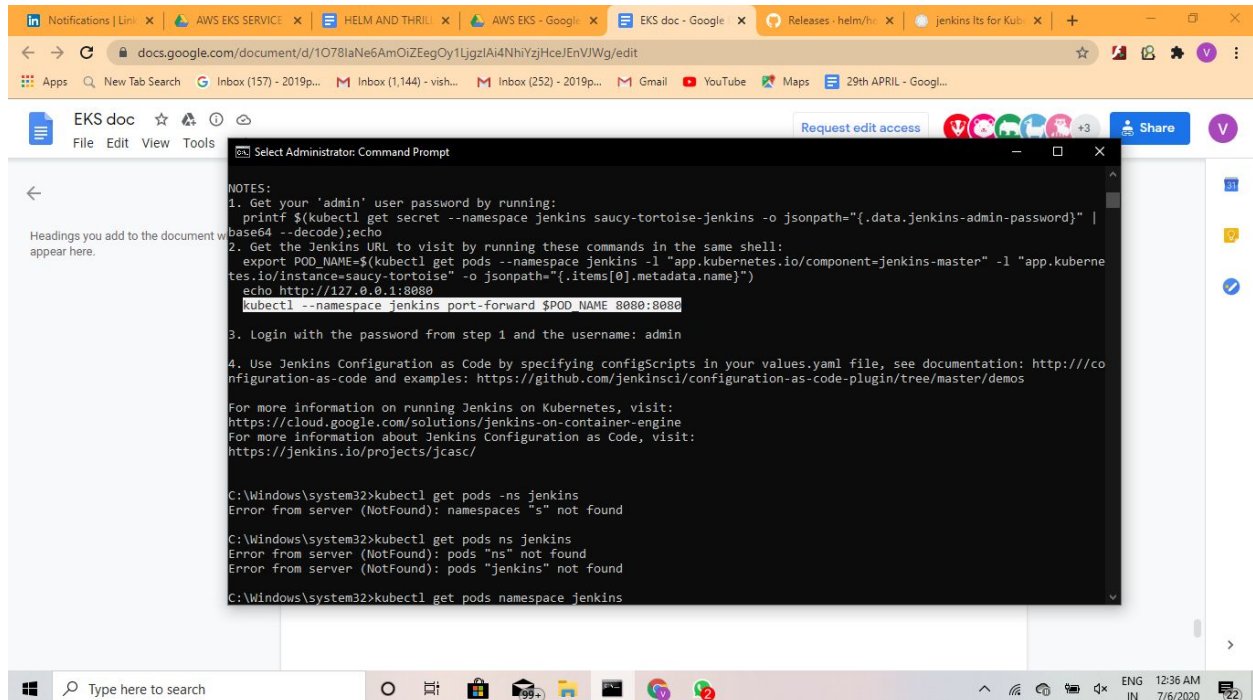 Notifications | Link
AWS EKS SERVICE
HELM AND THRIL
AWS EKS - Google
EKS doc - Google
Releases · helm/he
jenkins lts for Kub
docs.google.com/document/d/1O78IaNe6AmOiZEegOy1LjgzIAi4NhiYzjHceJEnVJWg/edit
V
Apps
New Tab Search
Inbox (157) - 2019p...
Inbox (1,144) - vish...
Inbox (252) - 2019p...
Gmail
YouTube
Maps
29th APRIL - Googl...
EKS doc
File Edit View Tools
Request edit access
+3
Share
V
Headings you add to the document w
appear here.
31
Select Administrator: Command Prompt
NOTES:
1. Get your 'admin' user password by running:
printf $(kubectl get secret --namespace jenkins saucy-tortoise-jenkins -o jsonpath="{.data.jenkins-admin-password}" |
base64 --decode);echo
2. Get the Jenkins URL to visit by running these commands in the same shell:
export POD_NAME=$(kubectl get pods --namespace jenkins -l "app.kubernetes.io/component=jenkins-master" -l "app.kuberne
tes.io/instance=saucy-tortoise" -o jsonpath="{.items[0].metadata.name}")
echo http://127.0.0.1:8080
kubectl --namespace jenkins port-forward $POD_NAME 8080:8080
3. Login with the password from step 1 and the username: admin
4. Use Jenkins Configuration as Code by specifying configScripts in your values.yaml file, see documentation: http:///co
nfiguration-as-code and examples: https://github.com/jenkinsci/configuration-as-code-plugin/tree/master/demos
For more information on running Jenkins on Kubernetes, visit:
https://cloud.google.com/solutions/jenkins-on-container-engine
For more information about Jenkins Configuration as Code, visit:
https://jenkins.io/projects/jcasc/
C:\Windows\system32>kubectl get pods -ns jenkins
Error from server (NotFound): namespaces "s" not found
C:\Windows\system32>kubectl get pods ns jenkins
Error from server (NotFound): pods "ns" not found
Error from server (NotFound): pods "jenkins" not found
C:\Windows\system32>kubectl get pods namespace jenkins
Type here to search
99+
2
ENG
IN
12:36 AM
7/6/2020
22